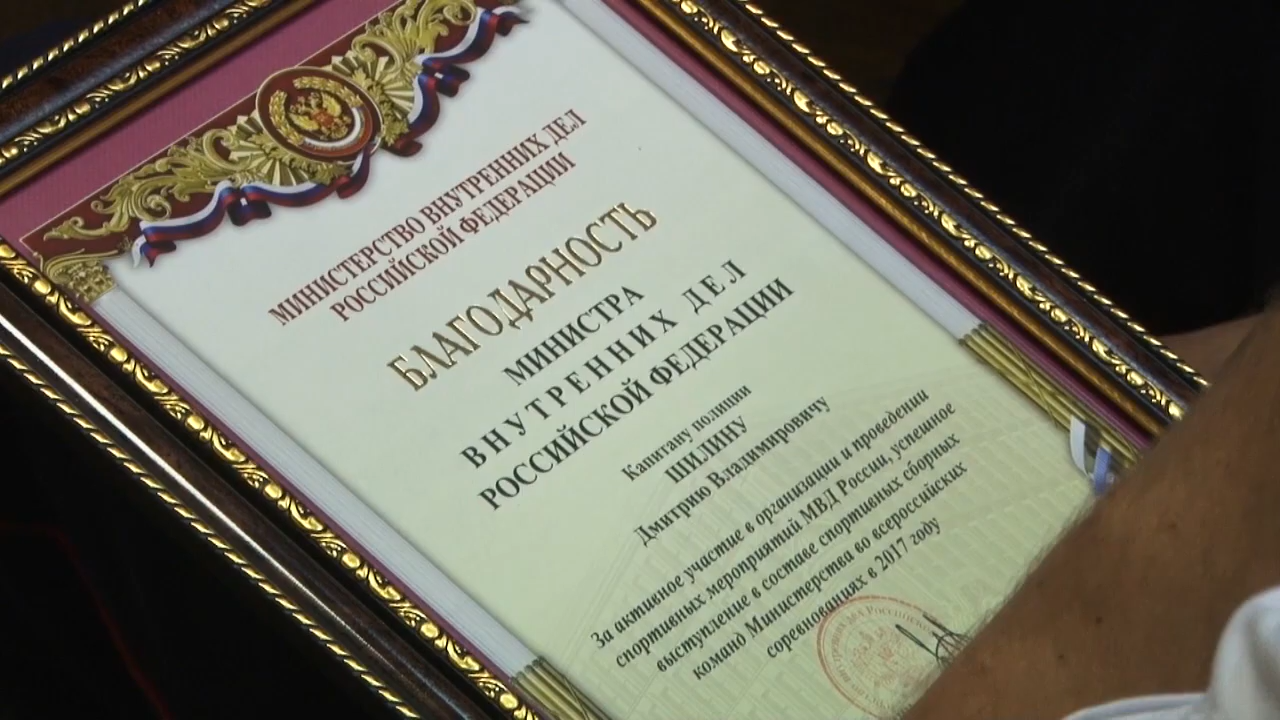 МИНИСТЕРСТВО ВНУТРЕННИХ ДЕЛ
РОССИЙСКОЙ ФЕДЕРАЦИИ
БЛАГОДАРНОСТЬ
МИНИСТРА
ВНУТРЕННИХ ДЕЛ
РОССИЙСКОЙ ФЕДЕРАЦИИ
Капитану полиции
ШИЛИНУ
Дмитрию Владимировичу
За активное участие в организации и проведении
спортивных мероприятий МВД России, успешное
выступление в составе спортивных сборных
команд Министерства во всероссийских
соревнованиях в 2017 году